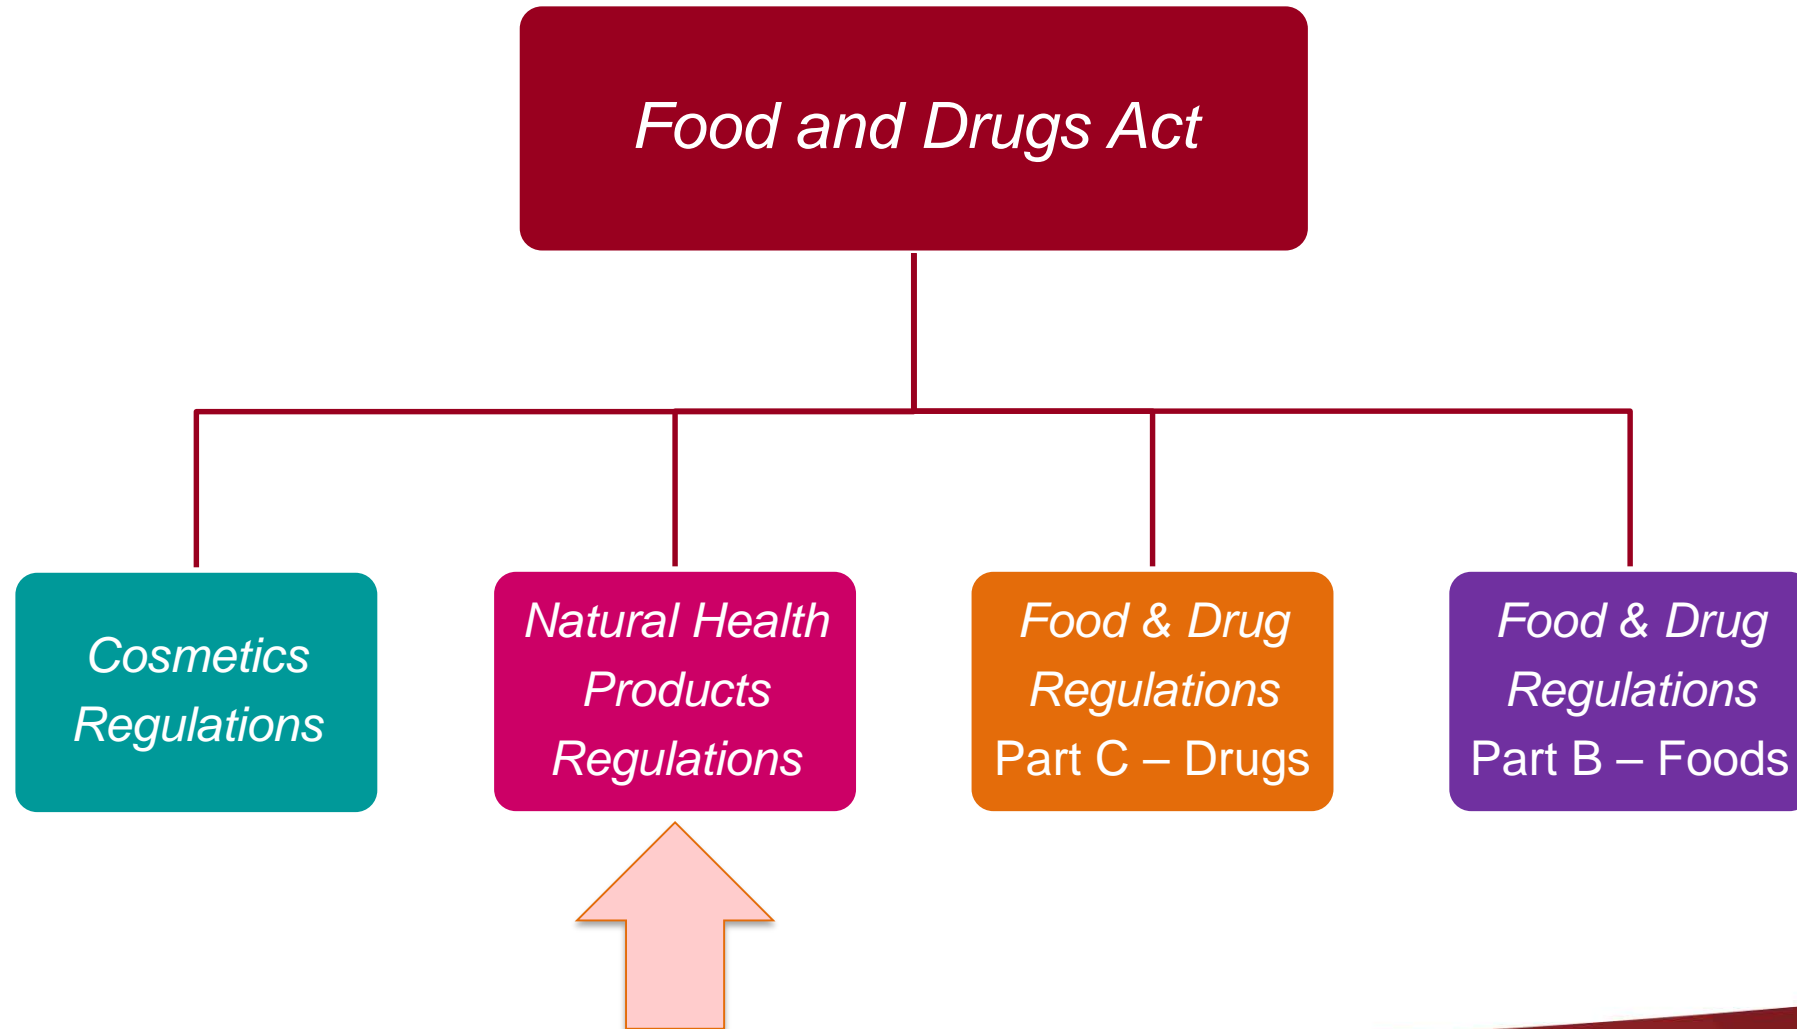 Food and Drugs Act
Cosmetics
Regulations
Natural Health
Products
Regulations
Food & Drug
Regulations
Part C – Drugs
Food & Drug
Regulations
Part B – Foods